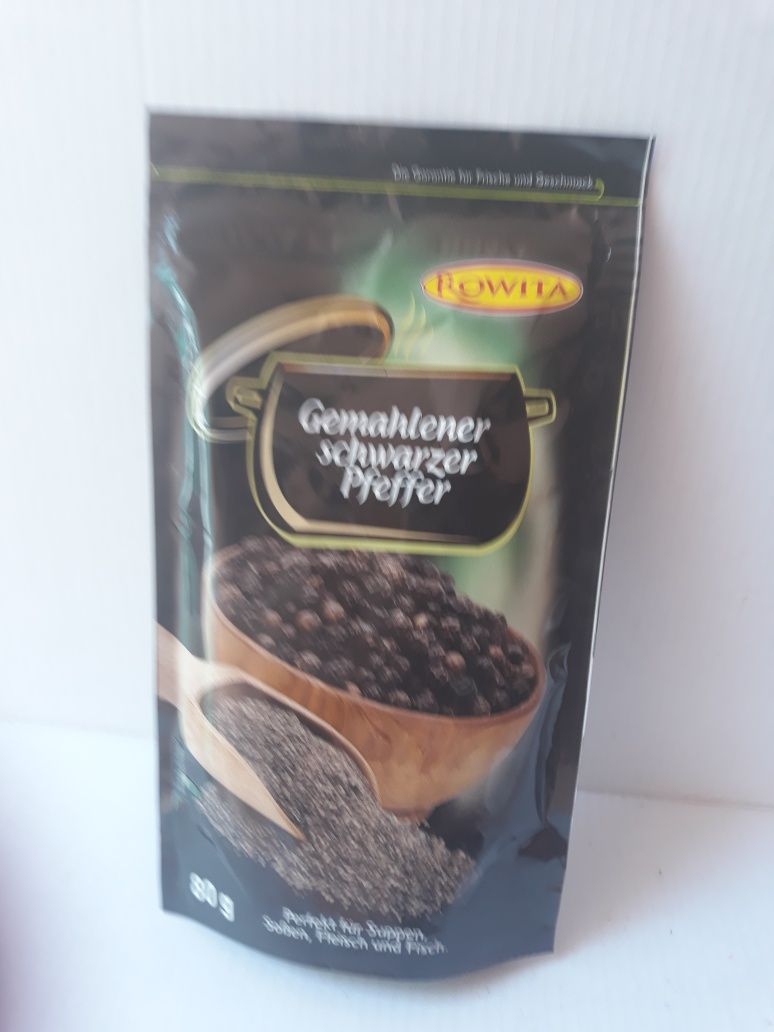 Die Garantie für Frische und Geschmack
ROWITA
Gemahlener
schwarzer
Pfeffer
80 g
Perfekt für Suppen,
Soßen, Fleisch und Fisch.